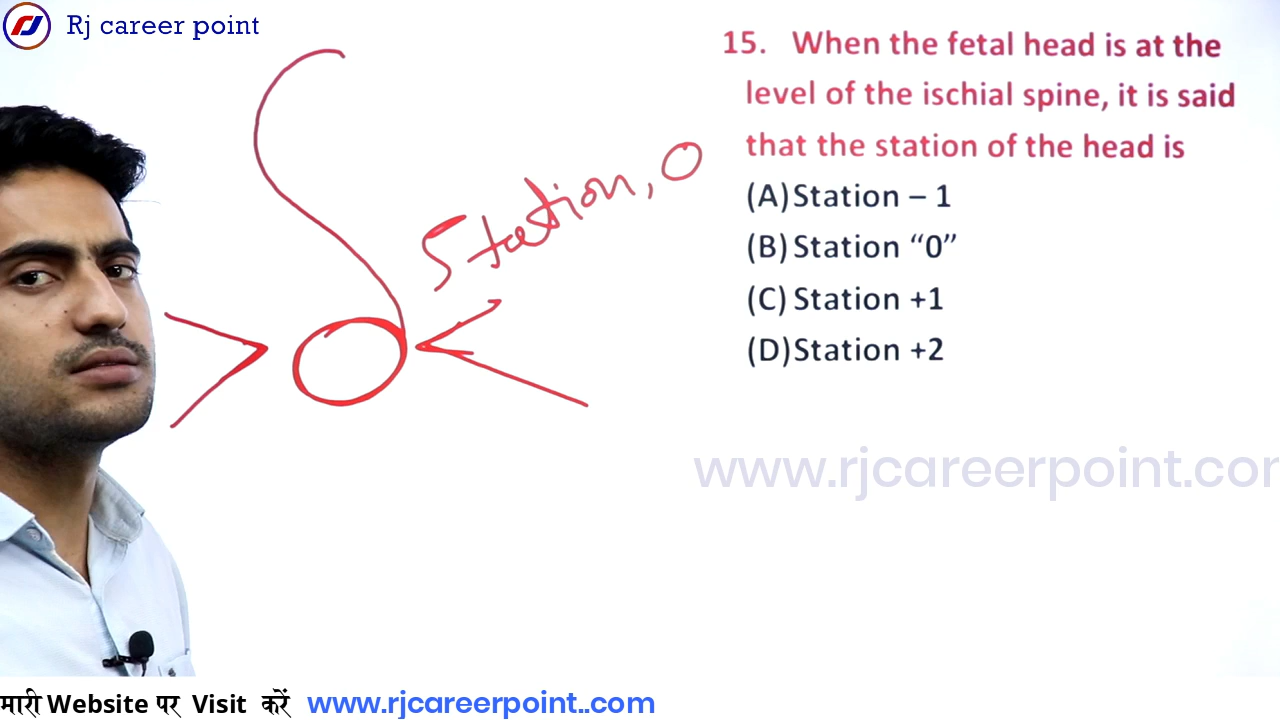 Rj career point
15. When the fetal head is at the
level of the ischial spine, it is said
that the station of the head is
(A) Station – 1
(B) Station “0”
(C) Station +1
(D) Station +2
Station, 0
www.rjcareerpoint.cor
मारी Website पर Visit करें www.rjcareerpoint..com